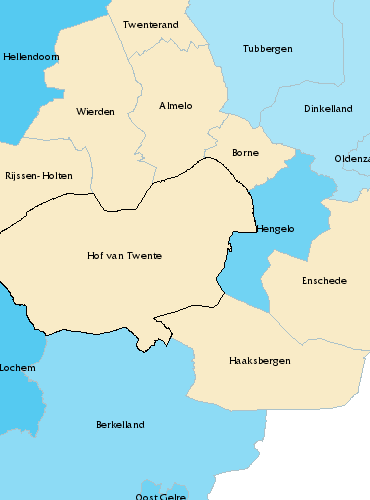 Twenterand
Tubbergen
Hellendoorn
Almelo
Dinkelland
Wierden
Borne
Oldenza
Rijssen-Holten
Hengelo
Hof van Twente
Enschede
Haaksbergen
Lochem
Berkelland
Oost Gelre